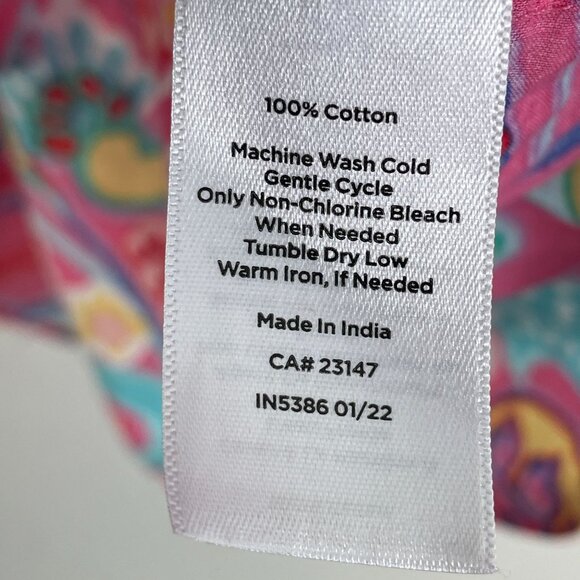 100% Cotton
Machine Wash Cold
Gentle Cycle
Only Non-Chlorine Bleach
When Needed
Tumble Dry Low
Warm Iron, If Needed
Made In India
CA# 23147
IN5386 01/22